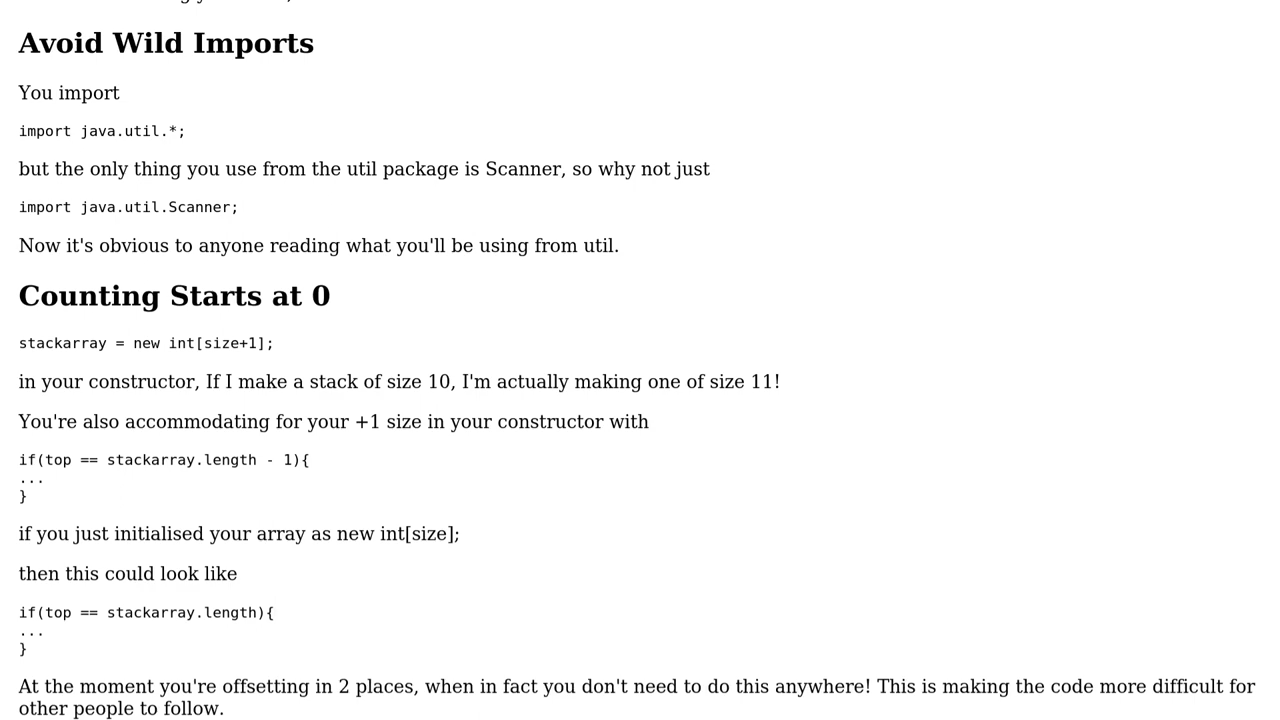 Avoid Wild Imports
You import
import java.util.*;
but the only thing you use from the util package is Scanner, so why not just
import java.util.Scanner;
Now it's obvious to anyone reading what you'll be using from util.
Counting Starts at 0
stackarray = new int[size+1];
in your constructor, If I make a stack of size 10, I'm actually making one of size 11!
You're also accommodating for your +1 size in your constructor with
if(top == stackarray.length - 1){
...
}
if you just initialised your array as new int[size];
then this could look like
if(top == stackarray.length){
...
}
At the moment you're offsetting in 2 places, when in fact you don't need to do this anywhere! This is making the code more difficult for
other people to follow.